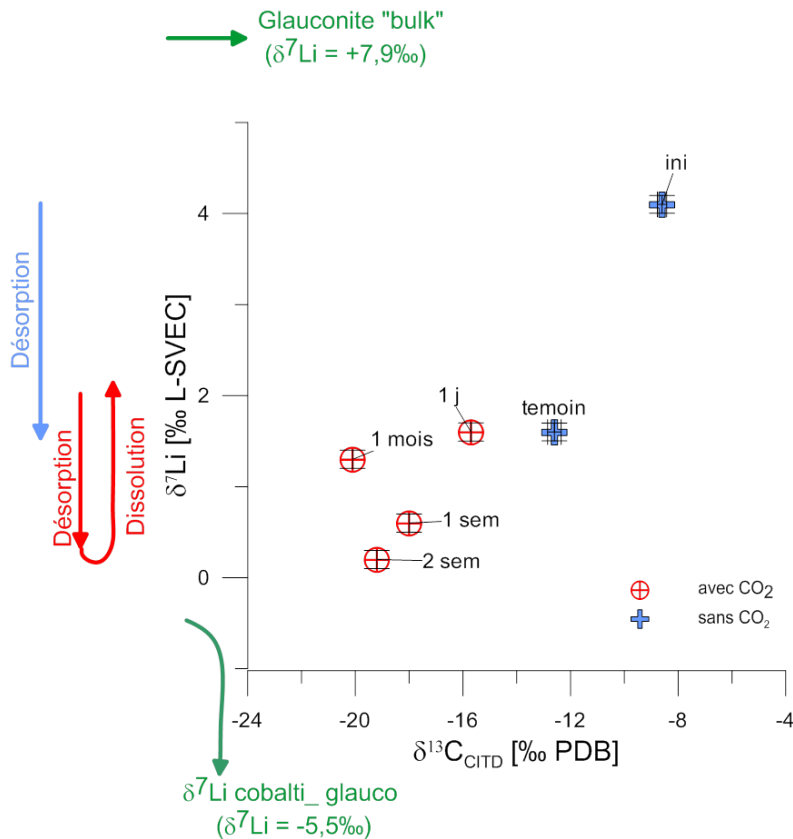 Glauconite "bulk"
(δ⁷Li = +7,9‰)
Désorption
Désorption
Dissolution
δ⁷Li [‰ L-SVEC]
4
2
0
ini
1 j
temoin
1 mois
1 sem
2 sem
avec CO₂
sans CO₂
-24
-20
-16
-12
-8
-4
δ¹³C_CITD [‰ PDB]
δ⁷Li cobalti_ glauco
(δ⁷Li = -5,5‰)